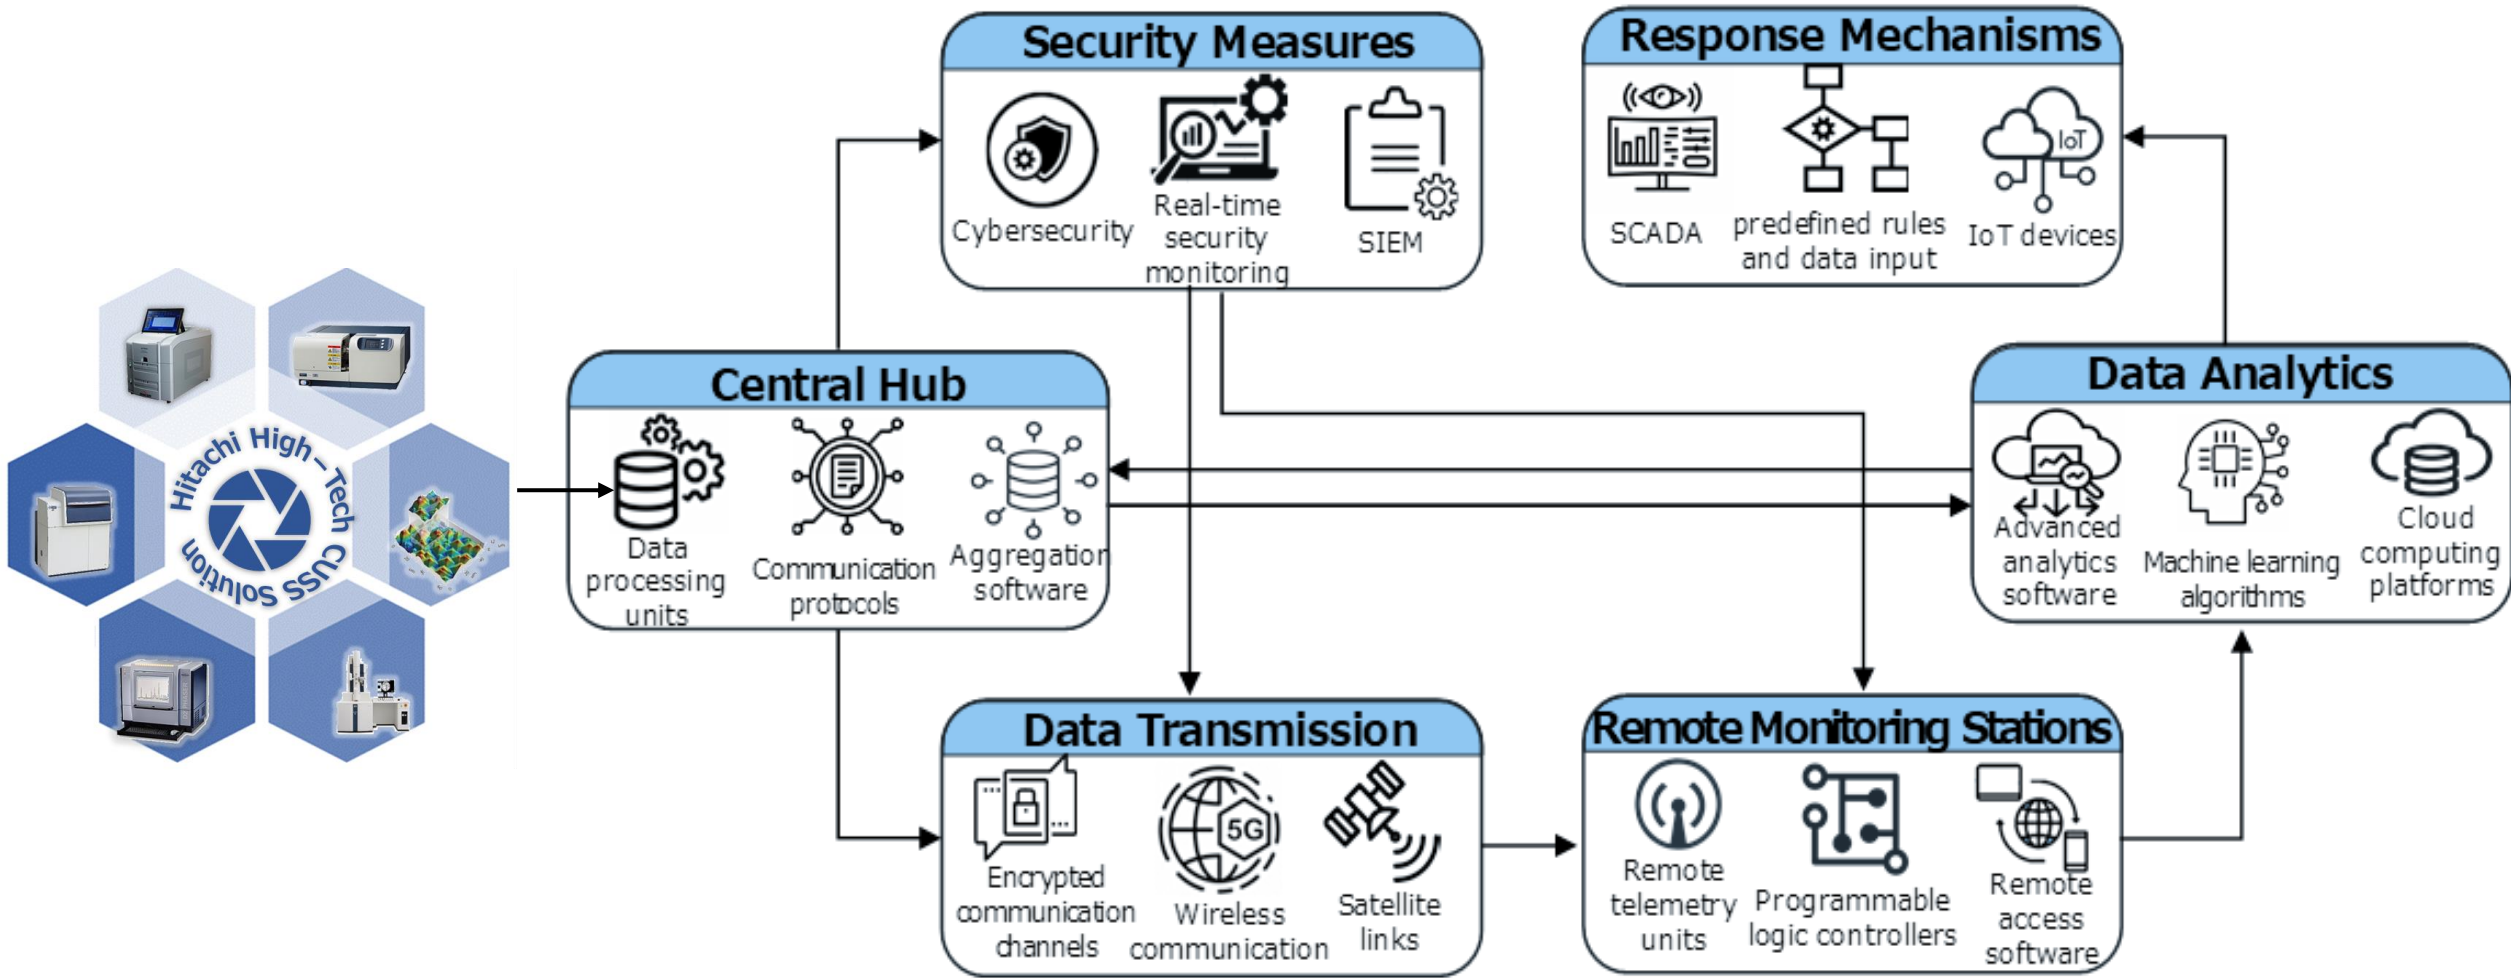 Hitachi High-Tech CUSS Solution
Security Measures
Cybersecurity
Real-time
security
monitoring
SIEM
Response Mechanisms
SCADA
predefined rules
and data input
IoT
IoT devices
Central Hub
Data
processing
units
Communication
protocols
Aggregation
software
Data Analytics
Advanced
analytics
software
Machine learning
algorithms
Cloud
computing
platforms
Data Transmission
Encrypted
communication
channels
5G
Wireless
communication
Satellite
links
Remote Monitoring Stations
Remote
telemetry
units
Programmable
logic controllers
Remote
access
software